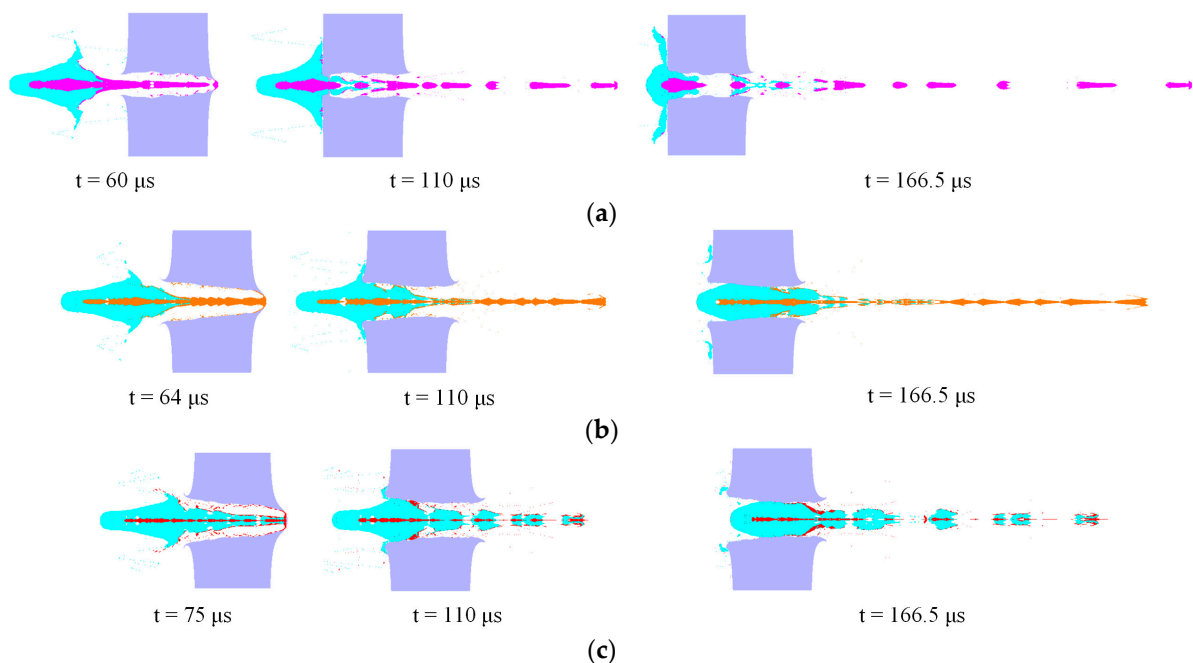 t = 60 μs
t = 110 μs
t = 166.5 μs
(a)
t = 64 μs
t = 110 μs
t = 166.5 μs
(b)
t = 75 μs
t = 110 μs
t = 166.5 μs
(c)